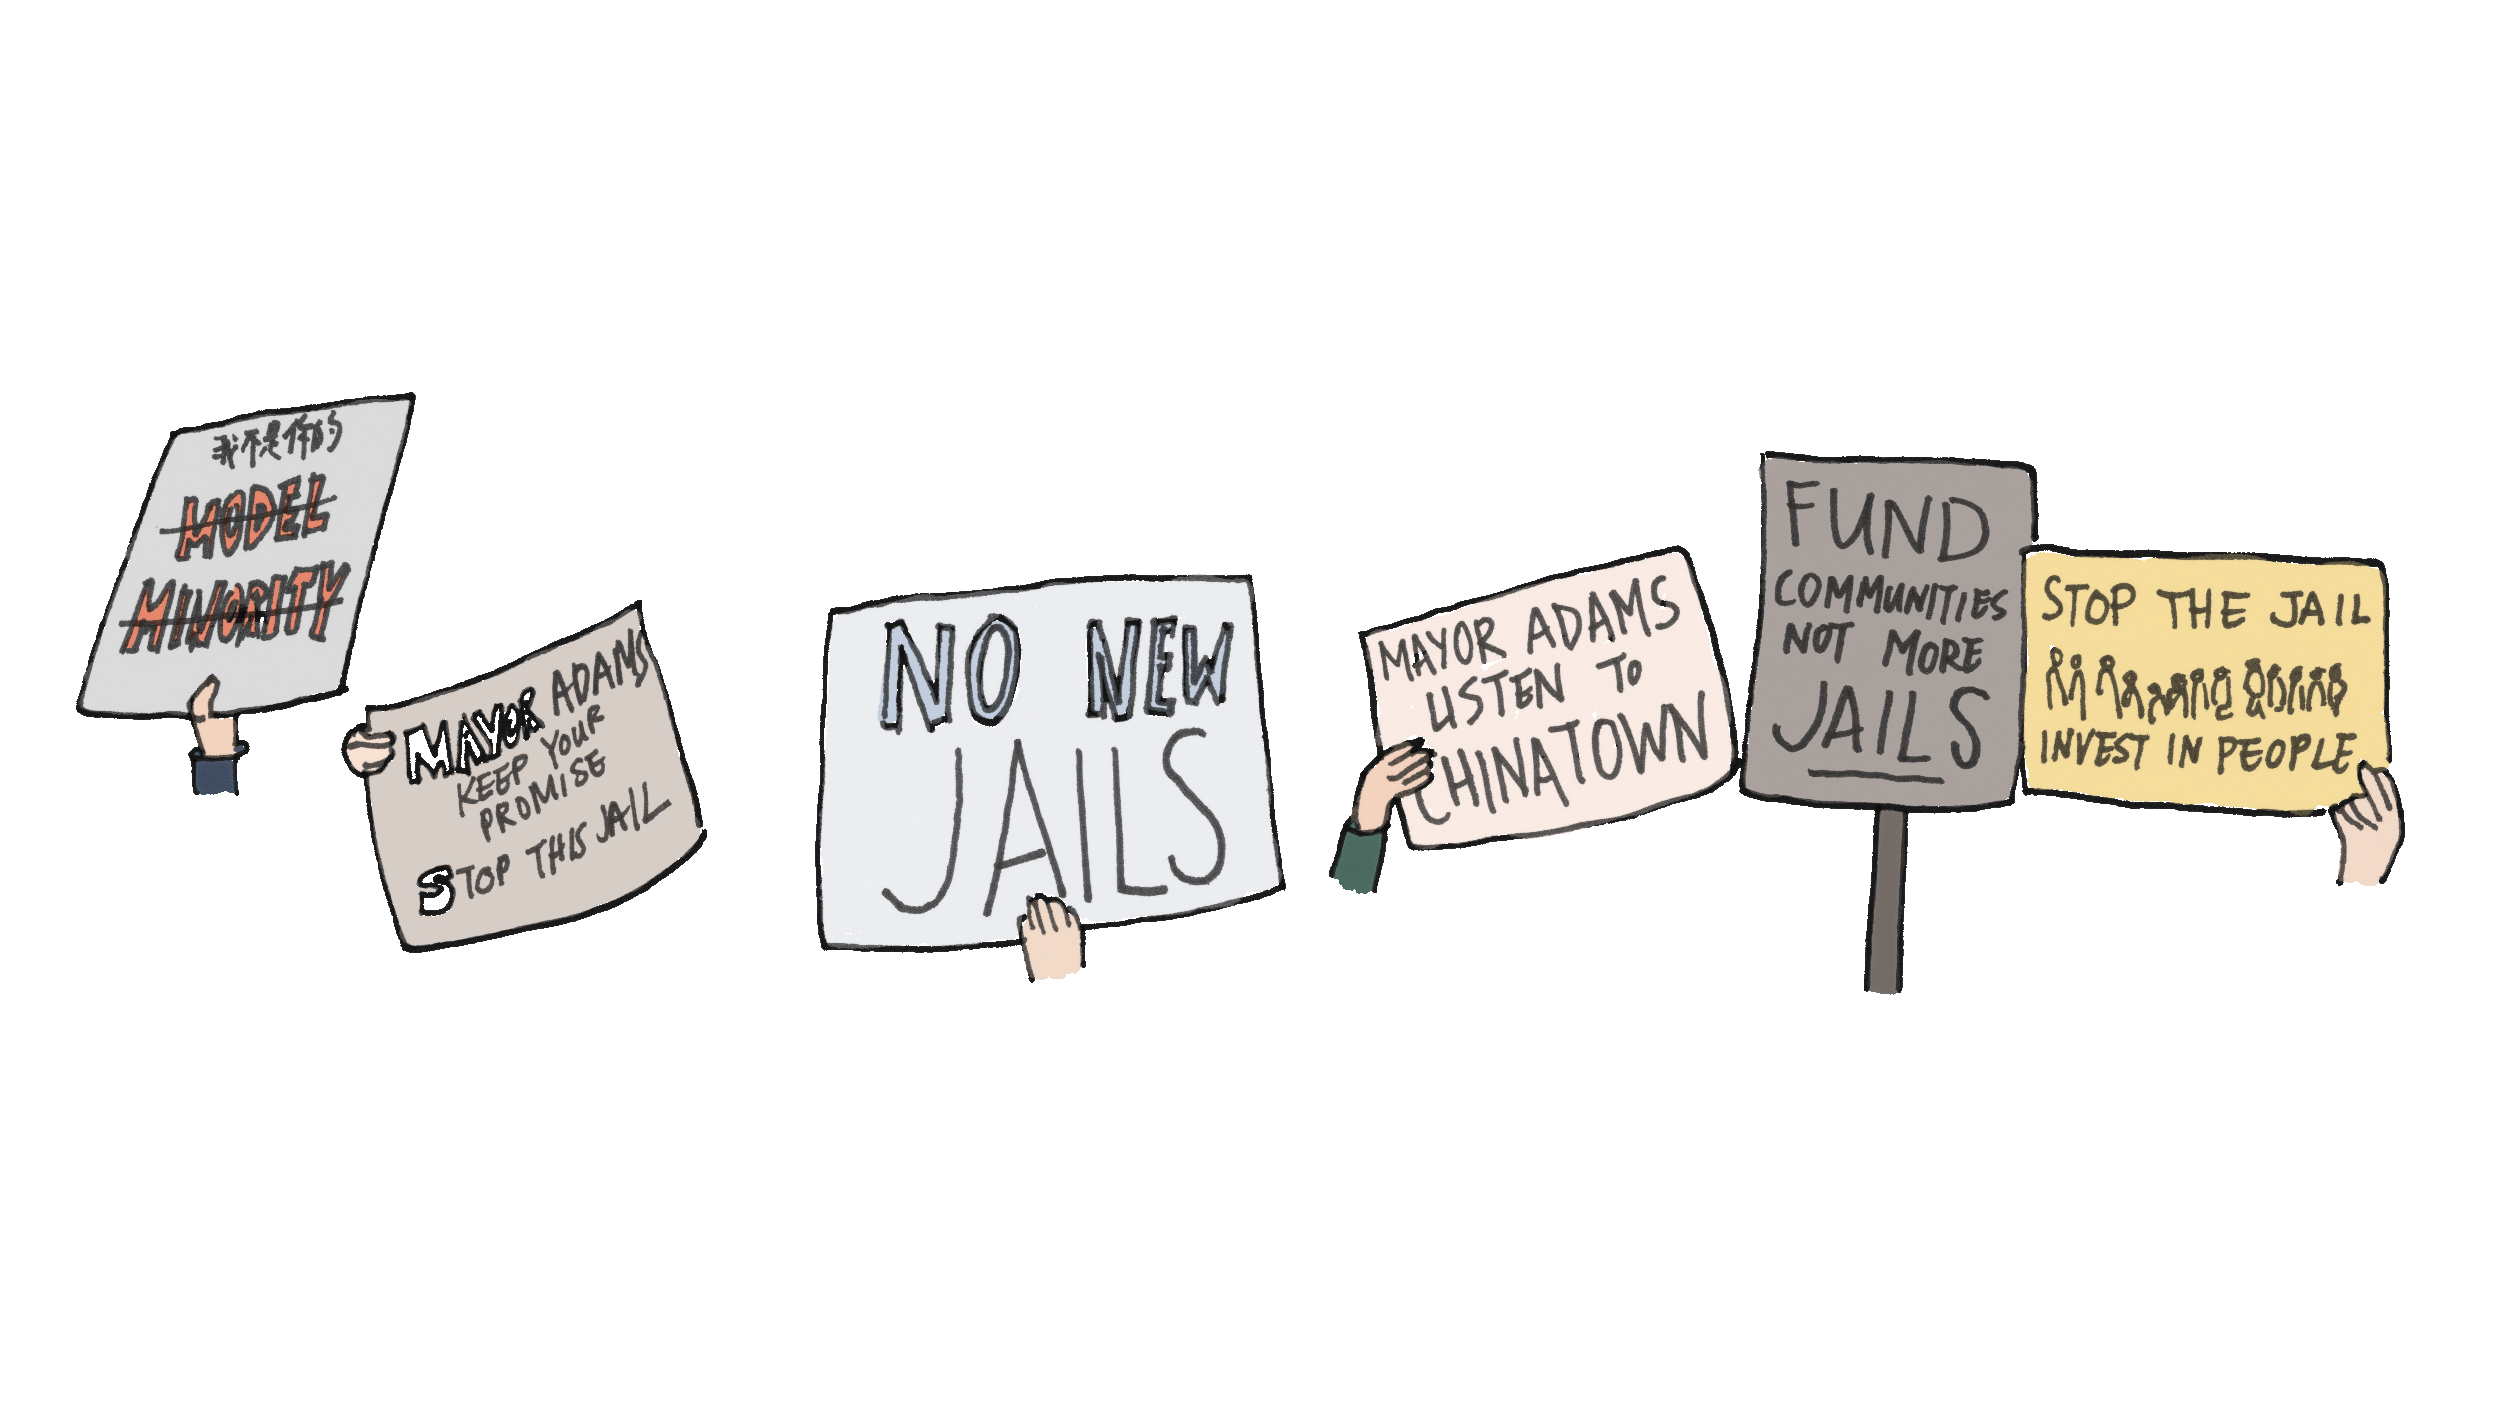 我不是你的
MODEL
MINORITY
MAYOR ADAMS
KEEP YOUR
PROMISE
STOP THIS JAIL
NO NEW
JAILS
MAYOR ADAMS
LISTEN TO
CHINATOWN
FUND
COMMUNITIES
NOT MORE
JAILS
STOP THE JAIL
INVEST IN PEOPLE